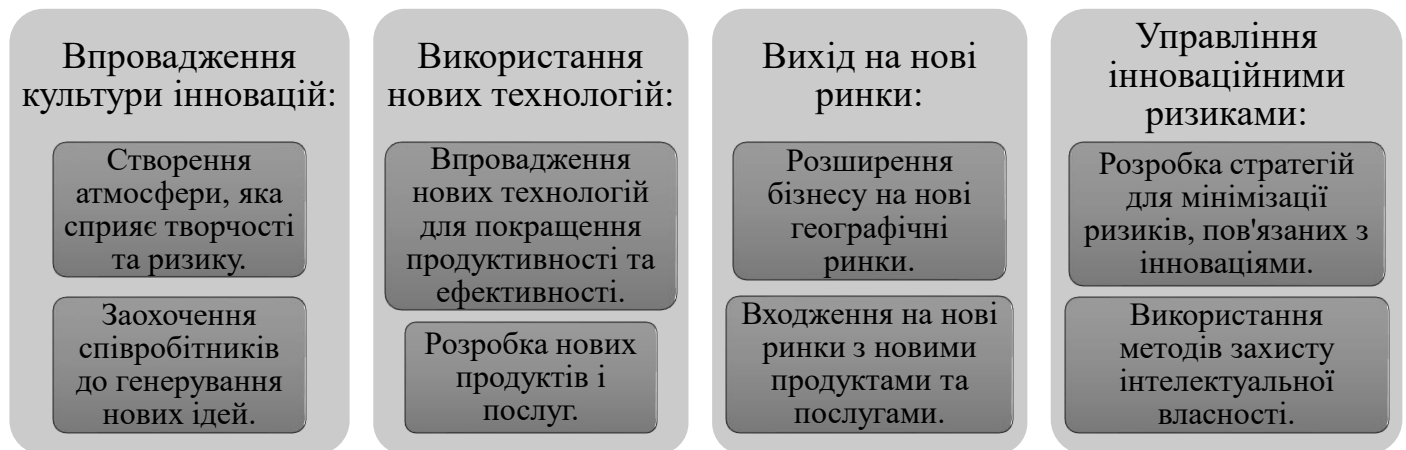 Впровадження
культури інновацій:
Створення
атмосфери, яка
сприяє творчості
та ризику.
Заохочення
співробітників
до генерування
нових ідей.
Використання
нових технологій:
Впровадження
нових технологій
для покращення
продуктивності та
ефективності.
Розробка нових
продуктів і
послуг.
Вихід на нові
ринки:
Розширення
бізнесу на нові
географічні
ринки.
Входження на нові
ринки з новими
продуктами та
послугами.
Управління
інноваційними
ризиками:
Розробка стратегій
для мінімізації
ризиків, пов'язаних з
інноваціями.
Використання
методів захисту
інтелектуальної
власності.